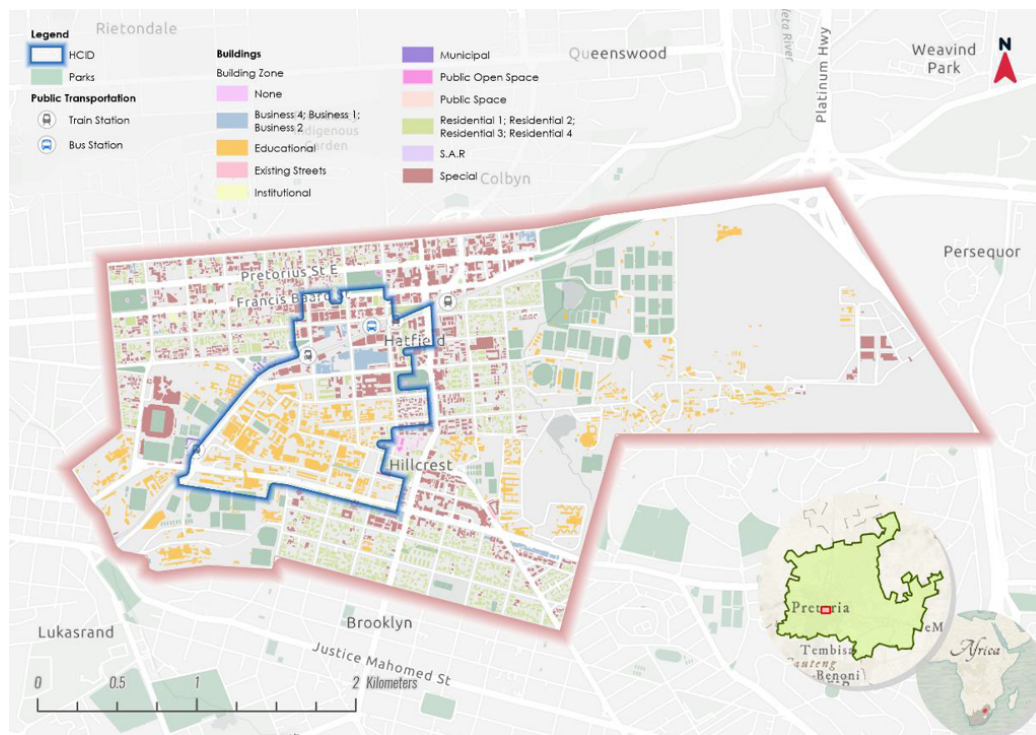 Rietondale
Legend
HCID
Parks
Public Transportation
Train Station
Bus Station
Buildings
Building Zone
None
Business 4; Business 1;
Business 2
Educational
Existing Streets
Institutional
Municipal
Public Open Space
Public Space
Residential 1; Residential 2;
Residential 3; Residential 4
S.A.R
Special
Garden
Queenswood
Colbyn
Platinum Hwy
Weavind
Park
N
Persequor
Pretorius St E
Francis Baard
Hatfield
Hillcrest
Lukasrand
Brooklyn
Justice Mahomed St
0 0.5 1 2 Kilometers
Pretoria
Tembisa
Gauteng
Benoni
Africa